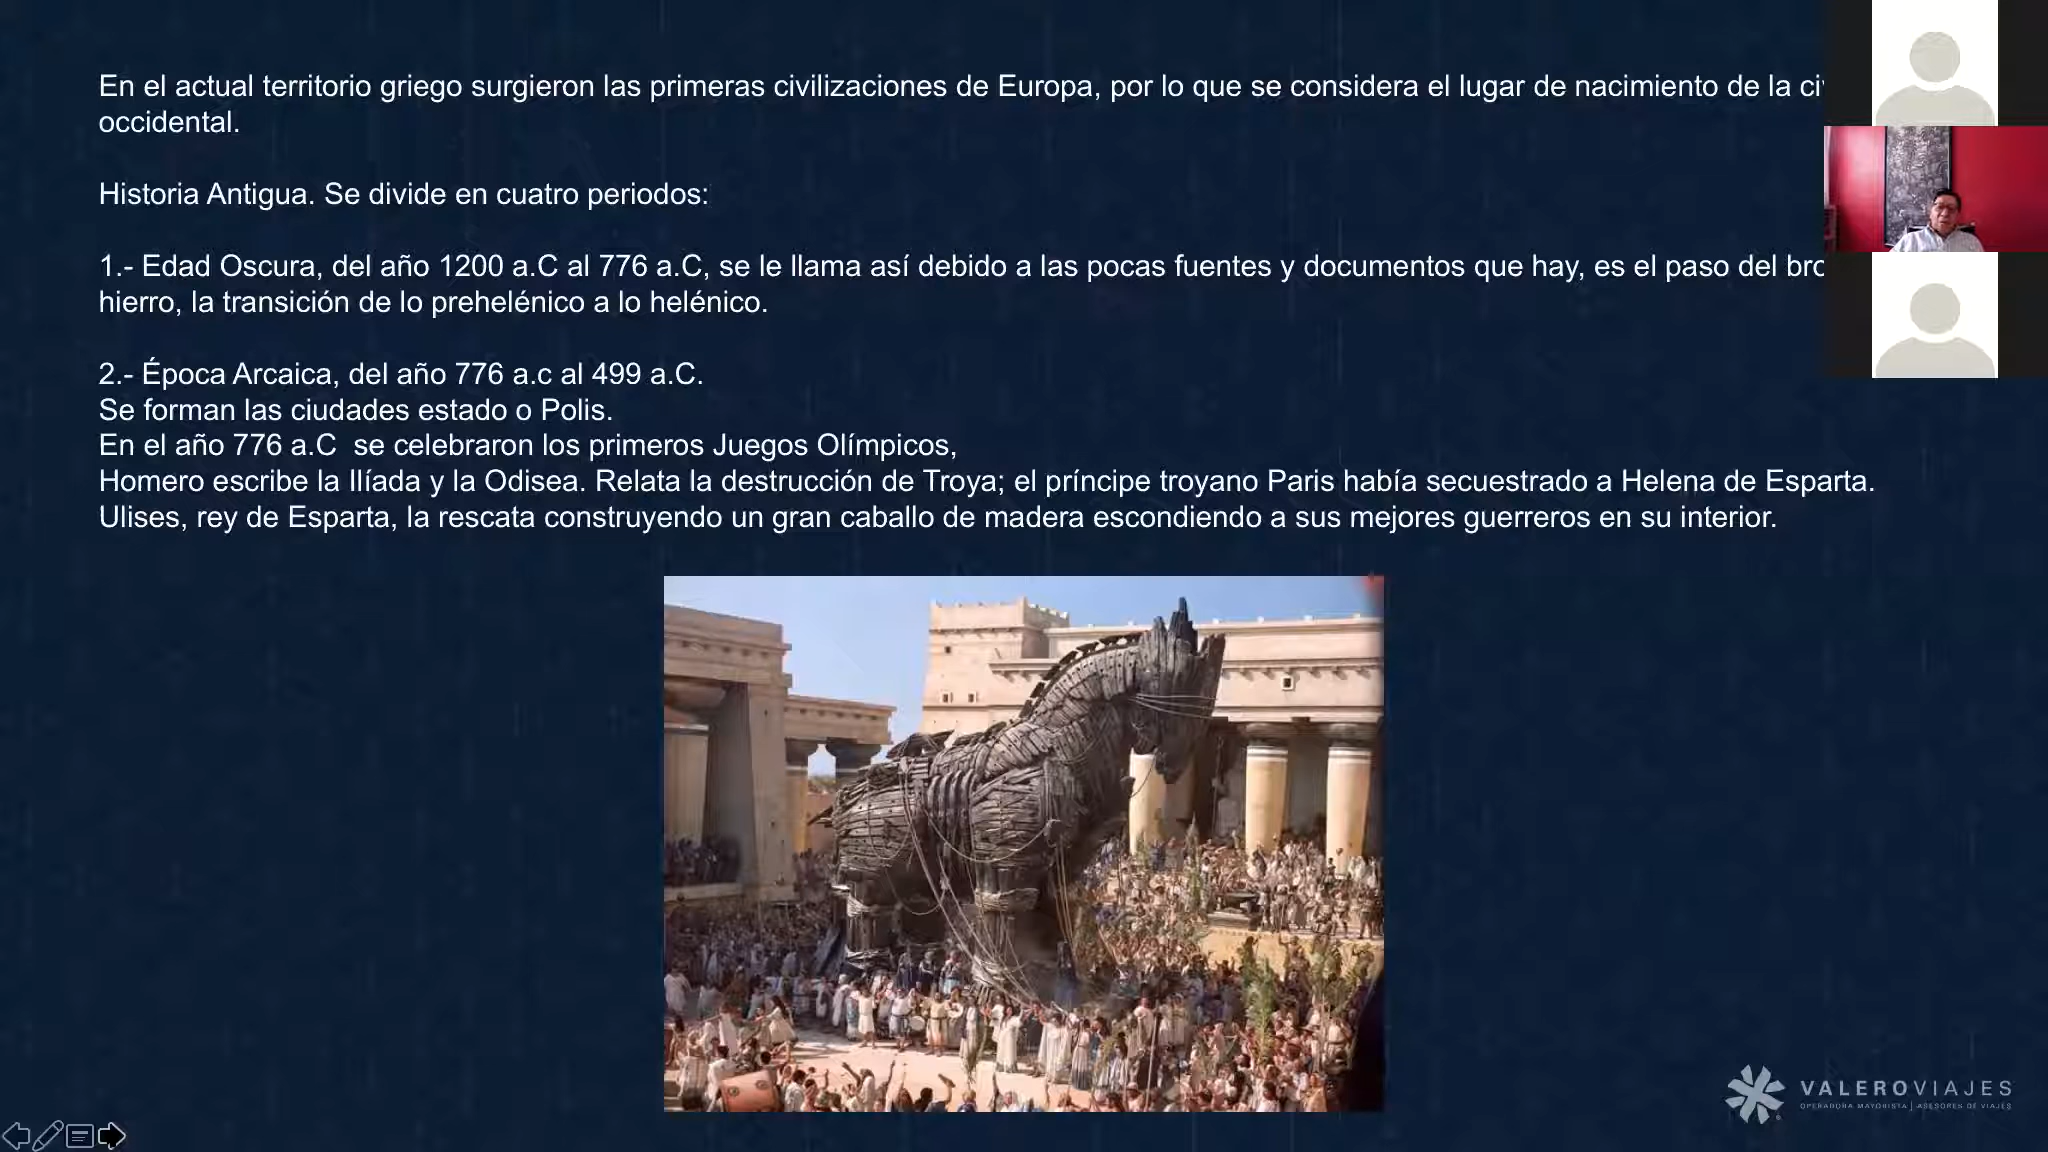 En el actual territorio griego surgieron las primeras civilizaciones de Europa, por lo que se considera el lugar de nacimiento de la
occidental.
Historia Antigua. Se divide en cuatro periodos:
1.- Edad Oscura, del año 1200 a.C al 776 a.C, se le llama así debido a las pocas fuentes y documentos que hay, es el paso del
hierro, la transición de lo prehelénico a lo helénico.
2.- Época Arcaica, del año 776 a.c al 499 a.C.
Se forman las ciudades estado o Polis.
En el año 776 a.C  se celebraron los primeros Juegos Olímpicos,
Homero escribe la Ilíada y la Odisea. Relata la destrucción de Troya; el príncipe troyano Paris había secuestrado a Helena de Esparta.
Ulises, rey de Esparta, la rescata construyendo un gran caballo de madera escondiendo a sus mejores guerreros en su interior.
VALEROVIAJES
OPERADORA MAYORISTA | ASESORES DE VIAJES